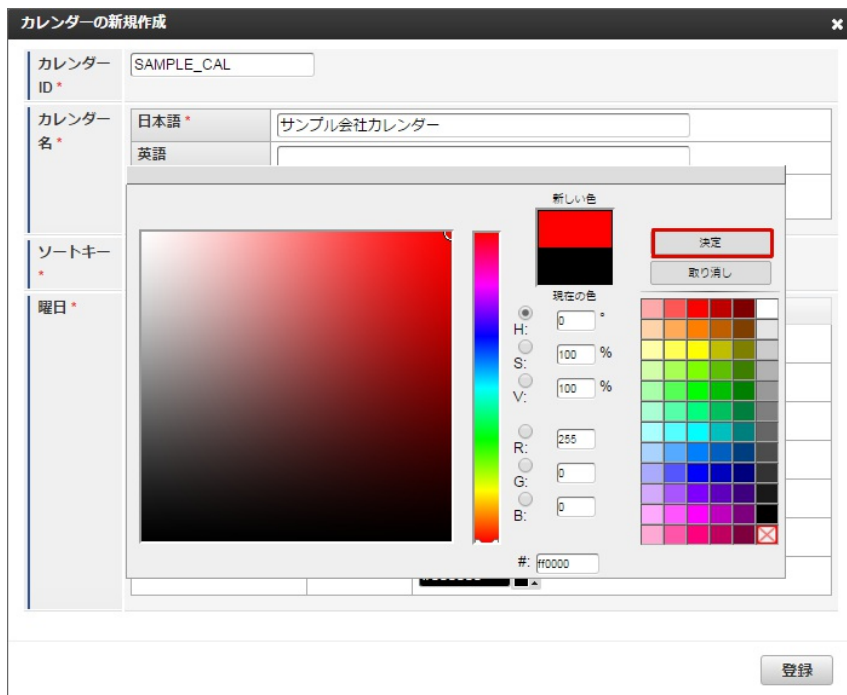 カレンダーの新規作成
カレンダー
ID *
SAMPLE_CAL
カレンダー
名 *
日本語 *
サンプル会社カレンダー
英語
新しい色
決定
取り消し
ソートキー
*
現在の色
曜日 *
H:
0
°
S:
100
%
V:
100
%
R:
255
G:
0
B:
0
#:
ff0000
登録